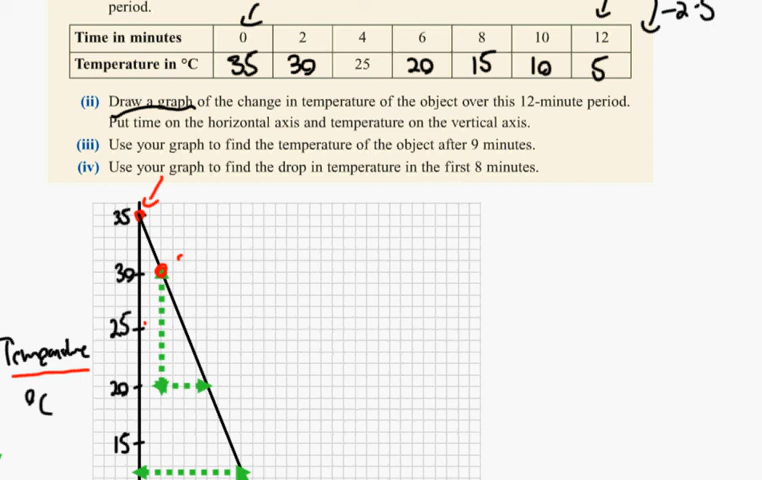 period.
↓-2.5
Time in minutes 0 2 4 6 8 10 12
Temperature in °C 35 30 25 20 15 10 5
(ii) Draw a graph of the change in temperature of the object over this 12-minute period.
Put time on the horizontal axis and temperature on the vertical axis.
(iii) Use your graph to find the temperature of the object after 9 minutes.
(iv) Use your graph to find the drop in temperature in the first 8 minutes.
35
30
25
Temperature
20
°C
15